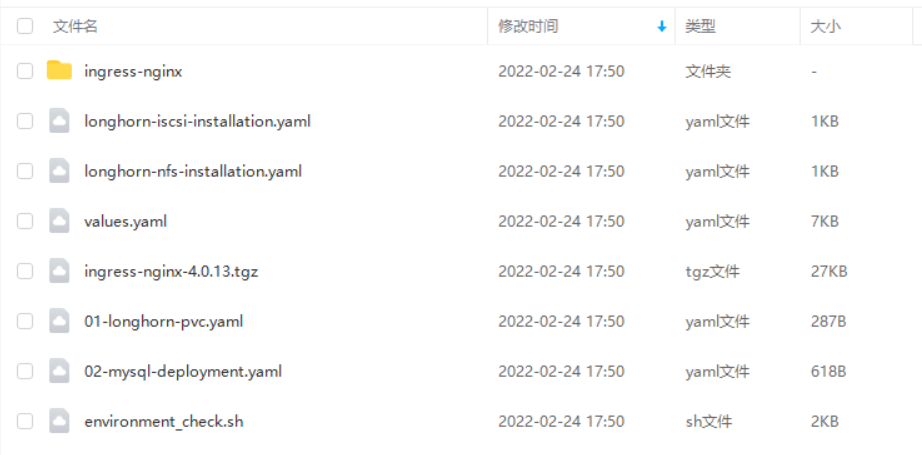 文件名 修改时间 类型 大小
ingress-nginx 2022-02-24 17:50 文件夹 -
longhorn-iscsi-installation.yaml 2022-02-24 17:50 yaml文件 1KB
longhorn-nfs-installation.yaml 2022-02-24 17:50 yaml文件 1KB
values.yaml 2022-02-24 17:50 yaml文件 7KB
ingress-nginx-4.0.13.tgz 2022-02-24 17:50 tgz文件 27KB
01-longhorn-pvc.yaml 2022-02-24 17:50 yaml文件 287B
02-mysql-deployment.yaml 2022-02-24 17:50 yaml文件 618B
environment_check.sh 2022-02-24 17:50 sh文件 2KB